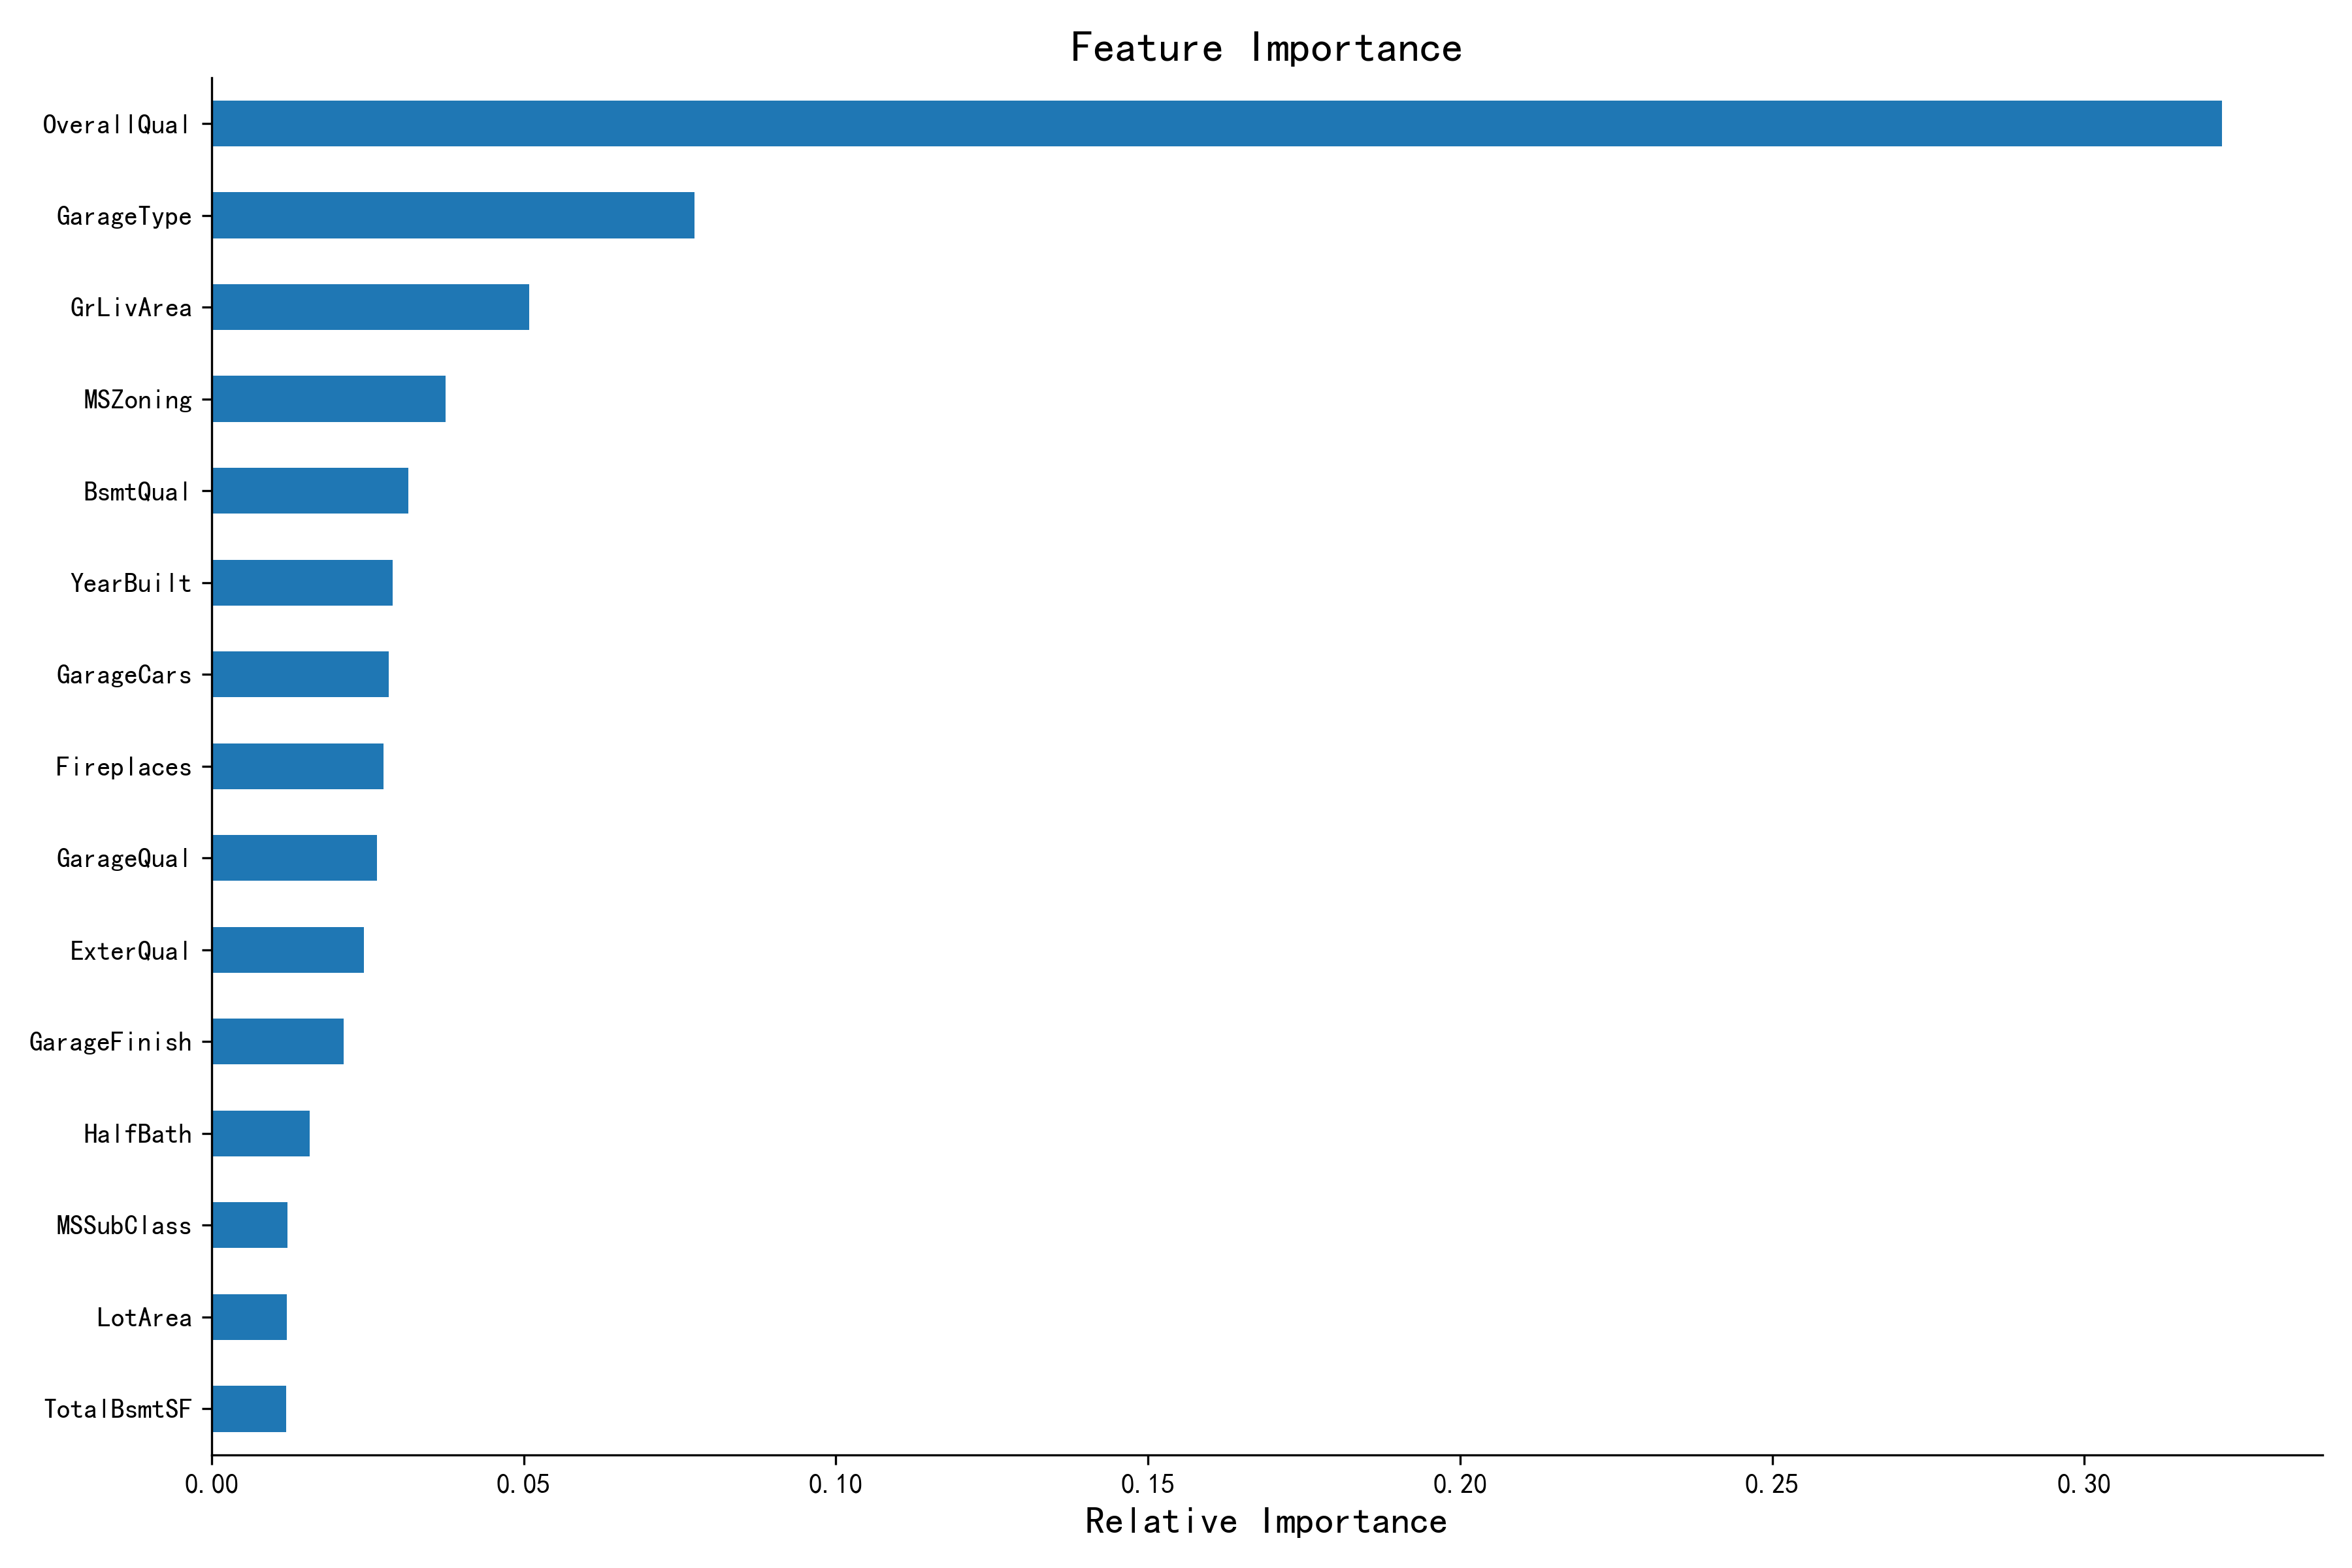 Feature Importance
OverallQual
GarageType
GrLivArea
MSZoning
BsmtQual
YearBuilt
GarageCars
Fireplaces
GarageQual
ExterQual
GarageFinish
HalfBath
MSSubClass
LotArea
TotalBsmtSF
0.00 0.05 0.10 0.15 0.20 0.25 0.30
Relative Importance